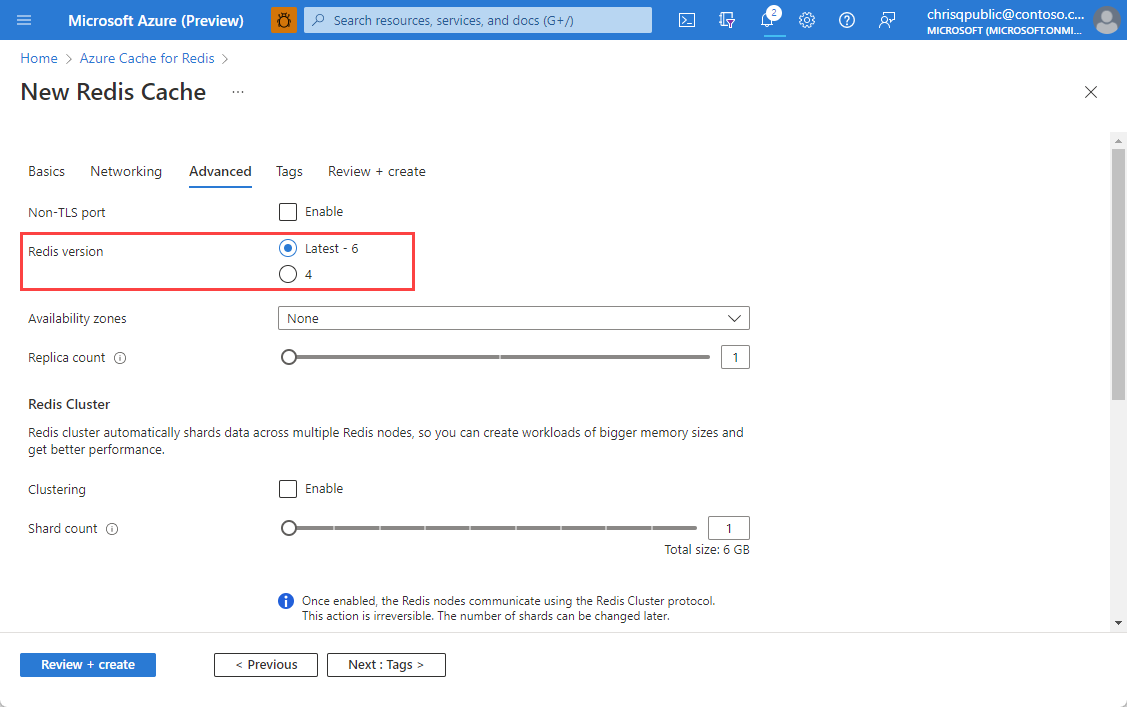 Microsoft Azure (Preview)
Search resources, services, and docs (G+/)
2
chrisqpublic@contoso.c...
MICROSOFT (MICROSOFT.ONMI...
Home > Azure Cache for Redis >
New Redis Cache ...
Basics Networking Advanced Tags Review + create
Non-TLS port Enable
Redis version Latest - 6
4
Availability zones None
Replica count 1
Redis Cluster
Redis cluster automatically shards data across multiple Redis nodes, so you can create workloads of bigger memory sizes and
get better performance.
Clustering Enable
Shard count 1
Total size: 6 GB
Once enabled, the Redis nodes communicate using the Redis Cluster protocol.
This action is irreversible. The number of shards can be changed later.
Review + create < Previous Next : Tags >